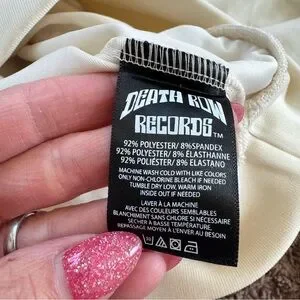 DEATH ROW
RECORDS™
92% POLYESTER/ 8%SPANDEX
92% POLYESTER/ 8% ÉLASTHANNE
92% POLIÉSTER/ 8% ELASTANO
MACHINE WASH COLD WITH LIKE COLORS
ONLY NON-CHLORINE BLEACH IF NEEDED
TUMBLE DRY LOW, WARM IRON
INSIDE OUT IF NEEDED
LAVER À LA MACHINE
AVEC DES COULEURS SEMBLABLES
BLANCHIMENT SANS CHLORE SI NÉCESSAIRE
SÉCHER À BASSE TEMPÉRATURE.
REPASSAGE MOYEN À L'ENVER AU BESOIN